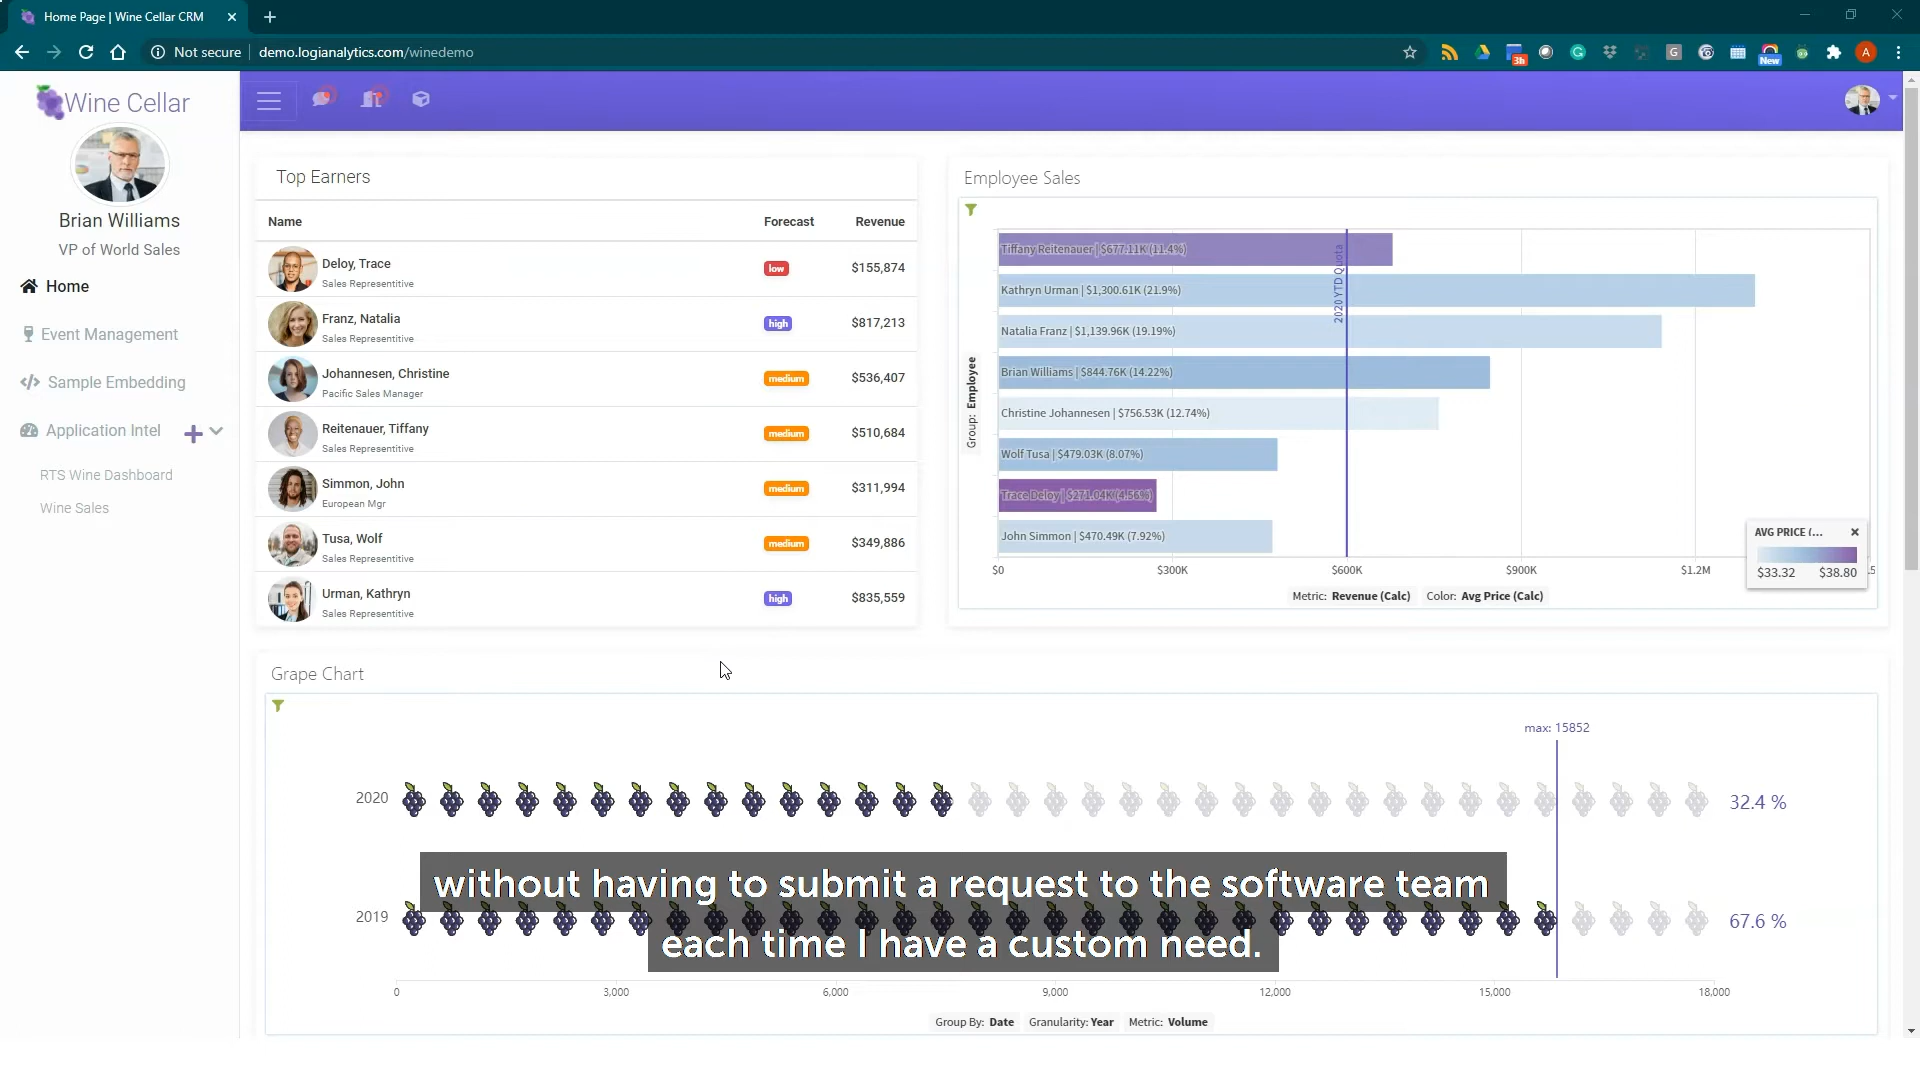 Home Page | Wine Cellar CRM
Not secure
demo.logianalytics.com/winedemo
3h
G
New
A
Wine Cellar
Brian Williams
VP of World Sales
Home
Event Management
Sample Embedding
Application Intel
RTS Wine Dashboard
Wine Sales
Top Earners
Name Forecast Revenue
Deloy, Trace low $155,874
Sales Representitive
Franz, Natalia high $817,213
Sales Representitive
Johannesen, Christine medium $536,407
Pacific Sales Manager
Reitenauer, Tiffany medium $510,684
Sales Representitive
Simmon, John medium $311,994
European Mgr
Tusa, Wolf medium $349,886
Sales Representitive
Urman, Kathryn high $835,559
Sales Representitive
Employee Sales
Group: Employee
2020 YTD Quota
Tiffany Reitenauer | $677.11K (11.4%)
Kathryn Urman | $1,300.61K (21.9%)
Natalia Franz | $1,139.96K (19.19%)
Brian Williams | $844.76K (14.22%)
Christine Johannesen | $756.53K (12.74%)
Wolf Tusa | $479.03K (8.07%)
Trace Deloy | $271.04K (4.56%)
John Simmon | $470.49K (7.92%)
AVG PRICE (...
$33.32 $38.80
$0 $300K $600K $900K $1.2M
Metric: Revenue (Calc) Color: Avg Price (Calc)
Grape Chart
max: 15852
2020 32.4 %
without having to submit a request to the software team
2019 67.6 %
each time I have a custom need.
0 3,000 6,000 9,000 12,000 15,000 18,000
Group By: Date Granularity: Year Metric: Volume